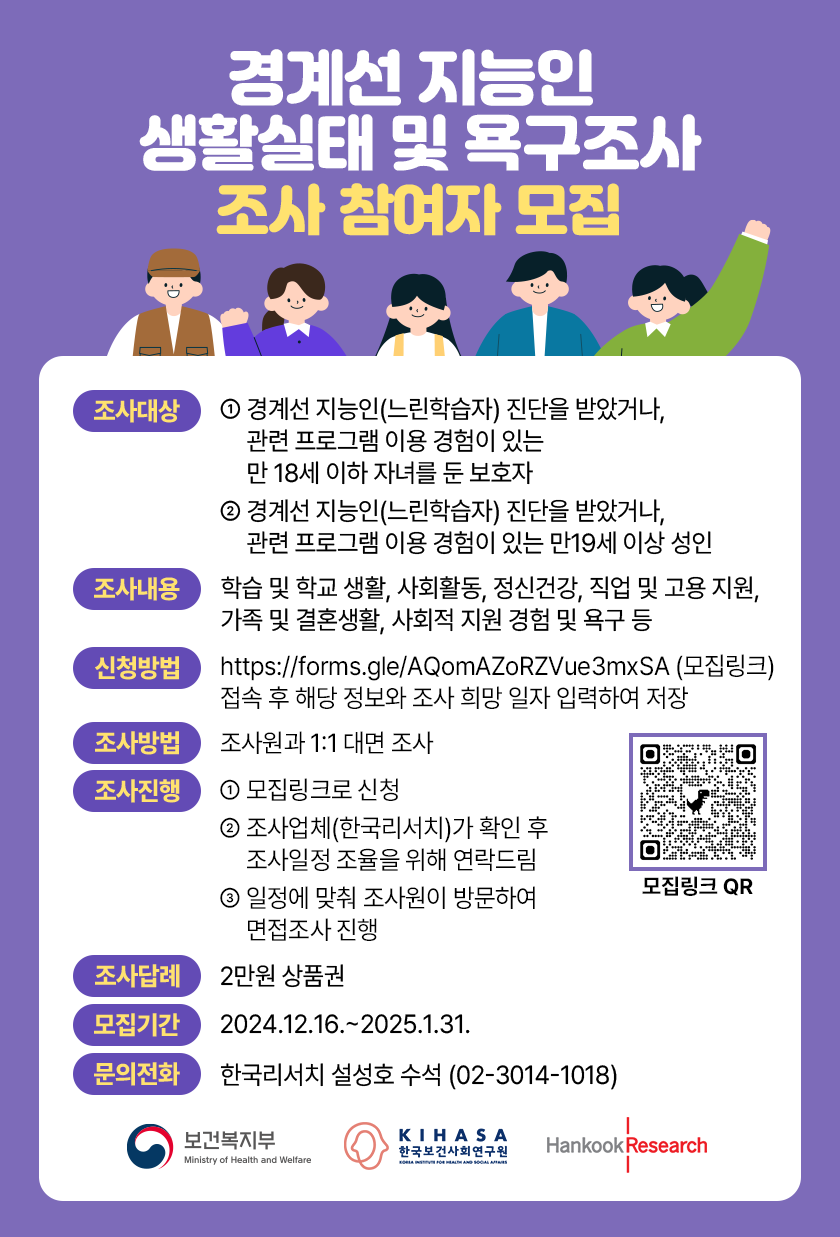 경계선 지능인
생활실태 및 욕구조사
조사 참여자 모집
조사대상
① 경계선 지능인(느린학습자) 진단을 받았거나,
관련 프로그램 이용 경험이 있는
만 18세 이하 자녀를 둔 보호자
② 경계선 지능인(느린학습자) 진단을 받았거나,
관련 프로그램 이용 경험이 있는 만19세 이상 성인
조사내용
학습 및 학교 생활, 사회활동, 정신건강, 직업 및 고용 지원,
가족 및 결혼생활, 사회적 지원 경험 및 욕구 등
신청방법
https://forms.gle/AQomAZoRZVue3mxSA (모집링크)
접속 후 해당 정보와 조사 희망 일자 입력하여 저장
조사방법
조사원과 1:1 대면 조사
조사진행
① 모집링크로 신청
② 조사업체(한국리서치)가 확인 후
조사일정 조율을 위해 연락드림
③ 일정에 맞춰 조사원이 방문하여
면접조사 진행
모집링크 QR
조사답례
2만원 상품권
모집기간
2024.12.16.~2025.1.31.
문의전화
한국리서치 설성호 수석 (02-3014-1018)
보건복지부
Ministry of Health and Welfare
KIHASA
한국보건사회연구원
KOREA INSTITUTE FOR HEALTH AND SOCIAL AFFAIRS
HankookResearch